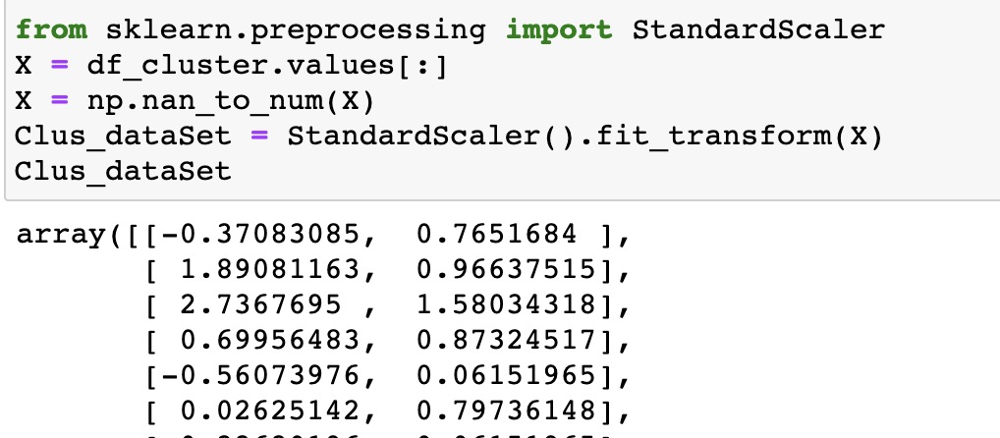 from sklearn.preprocessing import StandardScaler
X = df_cluster.values[:]
X = np.nan_to_num(X)
Clus_dataSet = StandardScaler().fit_transform(X)
Clus_dataSet
array([[-0.37083085,  0.7651684 ],
       [ 1.89081163,  0.96637515],
       [ 2.7367695 ,  1.58034318],
       [ 0.69956483,  0.87324517],
       [-0.56073976,  0.06151965],
       [ 0.02625142,  0.79736148],